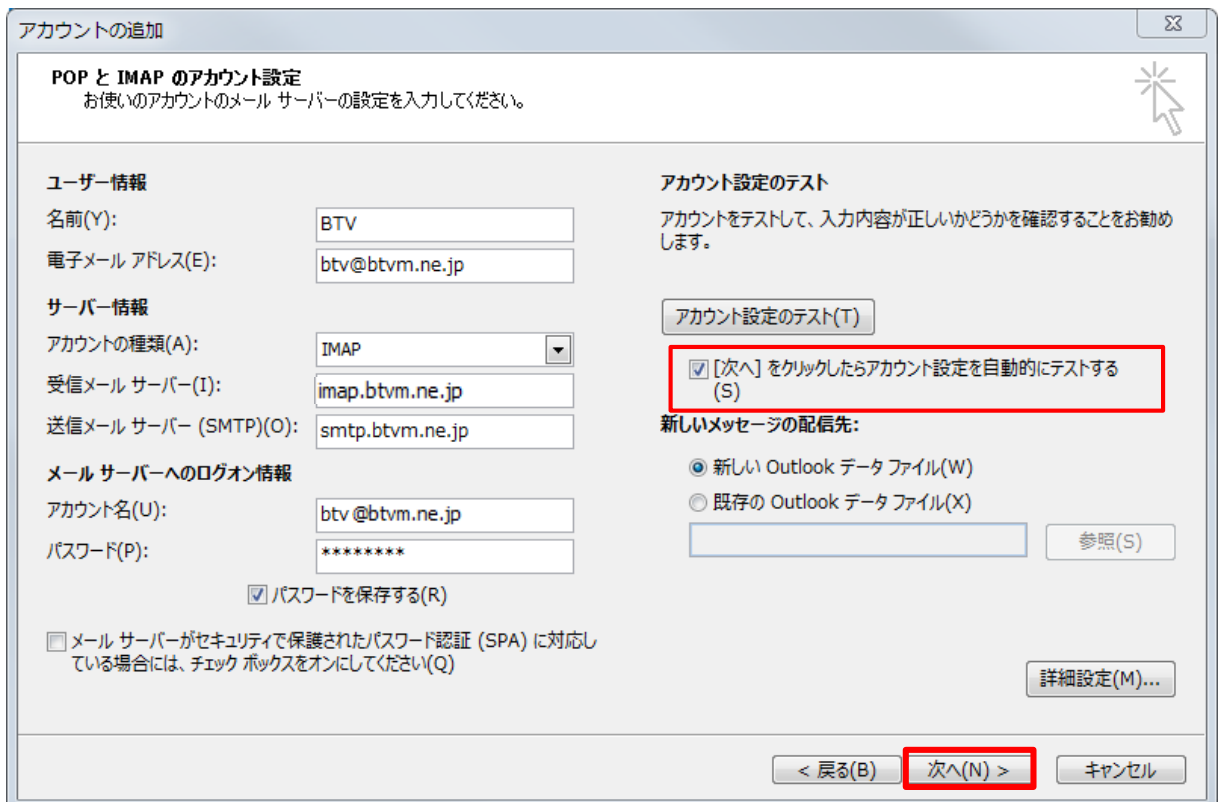 アカウントの追加
POP と IMAP のアカウント設定
お使いのアカウントのメール サーバーの設定を入力してください。
ユーザー情報
名前(Y):
BTV
電子メール アドレス(E):
btv@btvm.ne.jp
サーバー情報
アカウントの種類(A):
IMAP
受信メール サーバー(I):
imap.btvm.ne.jp
送信メール サーバー (SMTP)(O):
smtp.btvm.ne.jp
メール サーバーへのログオン情報
アカウント名(U):
btv@btvm.ne.jp
パスワード(P):
********
パスワードを保存する(R)
メール サーバーがセキュリティで保護されたパスワード認証 (SPA) に対応し
ている場合には、チェック ボックスをオンにしてください(Q)
アカウント設定のテスト
アカウントをテストして、入力内容が正しいかどうかを確認することをお勧め
します。
アカウント設定のテスト(T)
[次へ] をクリックしたらアカウント設定を自動的にテストする
(S)
新しいメッセージの配信先:
新しい Outlook データ ファイル(W)
既存の Outlook データ ファイル(X)
参照(S)
詳細設定(M)...
< 戻る(B)
次へ(N) >
キャンセル